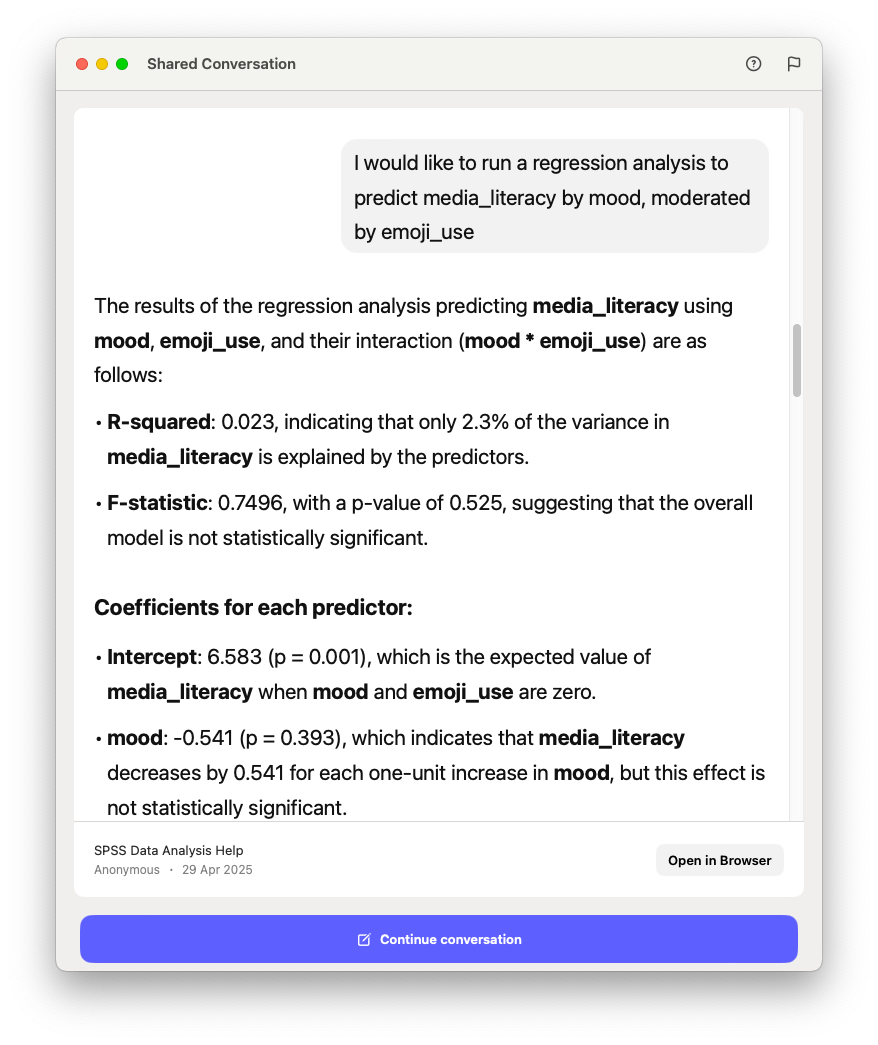 Shared Conversation
I would like to run a regression analysis to
predict media_literacy by mood, moderated
by emoji_use
The results of the regression analysis predicting media_literacy using
mood, emoji_use, and their interaction (mood * emoji_use) are as
follows:
• R-squared: 0.023, indicating that only 2.3% of the variance in
media_literacy is explained by the predictors.
• F-statistic: 0.7496, with a p-value of 0.525, suggesting that the overall
model is not statistically significant.
Coefficients for each predictor:
• Intercept: 6.583 (p = 0.001), which is the expected value of
media_literacy when mood and emoji_use are zero.
• mood: -0.541 (p = 0.393), which indicates that media_literacy
decreases by 0.541 for each one-unit increase in mood, but this effect is
not statistically significant.
SPSS Data Analysis Help
Anonymous · 29 Apr 2025
Open in Browser
Continue conversation